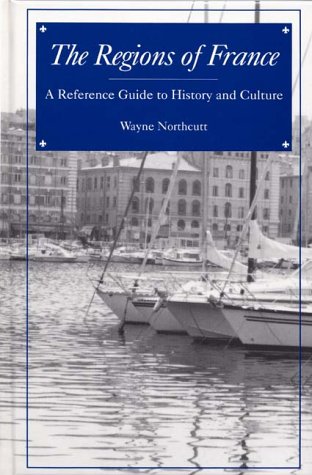 The Regions of France
A Reference Guide to History and Culture
Wayne Northcutt